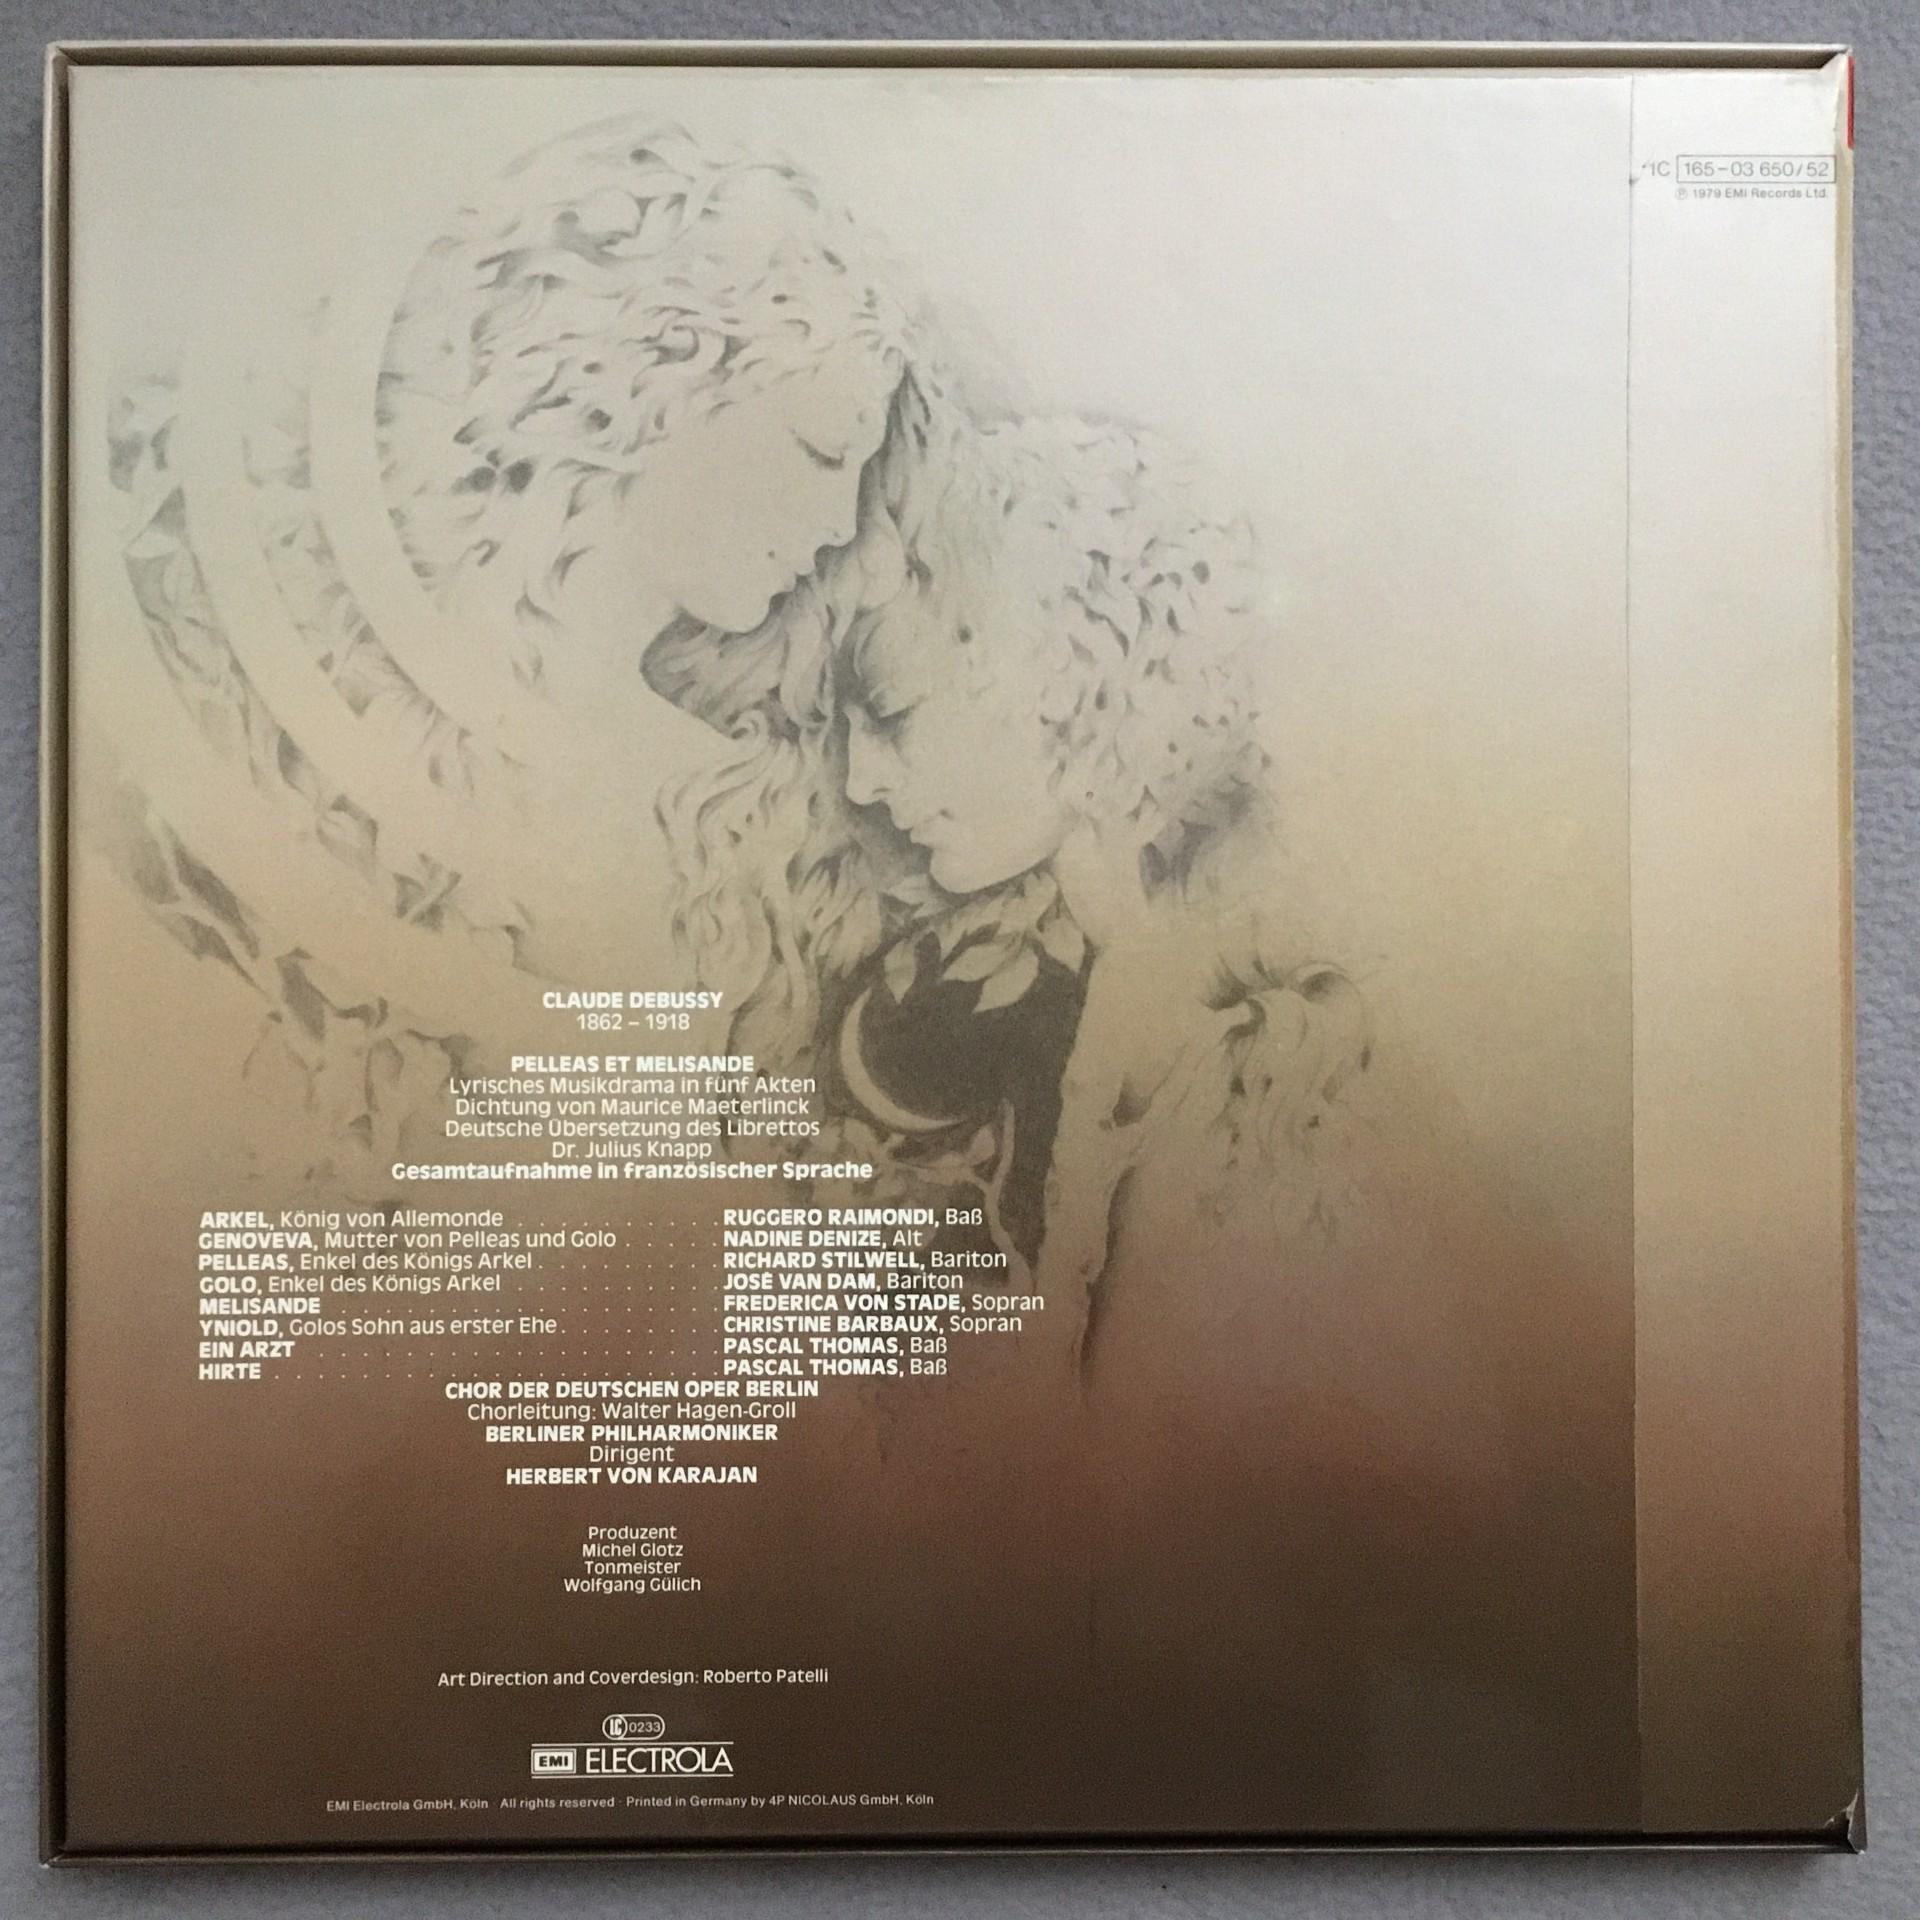 1C 165-03 650/52
℗ 1979 EMI Records Ltd.
CLAUDE DEBUSSY
1862 – 1918
PELLEAS ET MELISANDE
Lyrisches Musikdrama in fünf Akten
Dichtung von Maurice Maeterlinck
Deutsche Übersetzung des Librettos
Dr. Julius Knapp
Gesamtaufnahme in französischer Sprache
ARKEL, König von Allemonde . . . . . . . . . . RUGGERO RAIMONDI, Baß
GENOVEVA, Mutter von Pelleas und Golo . . . . . NADINE DENIZE, Alt
PELLEAS, Enkel des Königs Arkel . . . . . . . . . RICHARD STILWELL, Bariton
GOLO, Enkel des Königs Arkel . . . . . . . . . . JOSÉ VAN DAM, Bariton
MELISANDE . . . . . . . . . . . . . . . . . . FREDERICA VON STADE, Sopran
YNIOLD, Golos Sohn aus erster Ehe . . . . . . . . CHRISTINE BARBAUX, Sopran
EIN ARZT . . . . . . . . . . . . . . . . . . . PASCAL THOMAS, Baß
HIRTE . . . . . . . . . . . . . . . . . . . . . PASCAL THOMAS, Baß
CHOR DER DEUTSCHEN OPER BERLIN
Chorleitung: Walter Hagen-Groll
BERLINER PHILHARMONIKER
Dirigent
HERBERT VON KARAJAN
Produzent
Michel Glotz
Tonmeister
Wolfgang Gülich
Art Direction and Coverdesign: Roberto Patelli
LC 0233
EMI ELECTROLA
EMI Electrola GmbH, Köln · All rights reserved · Printed in Germany by 4P NICOLAUS GmbH, Köln